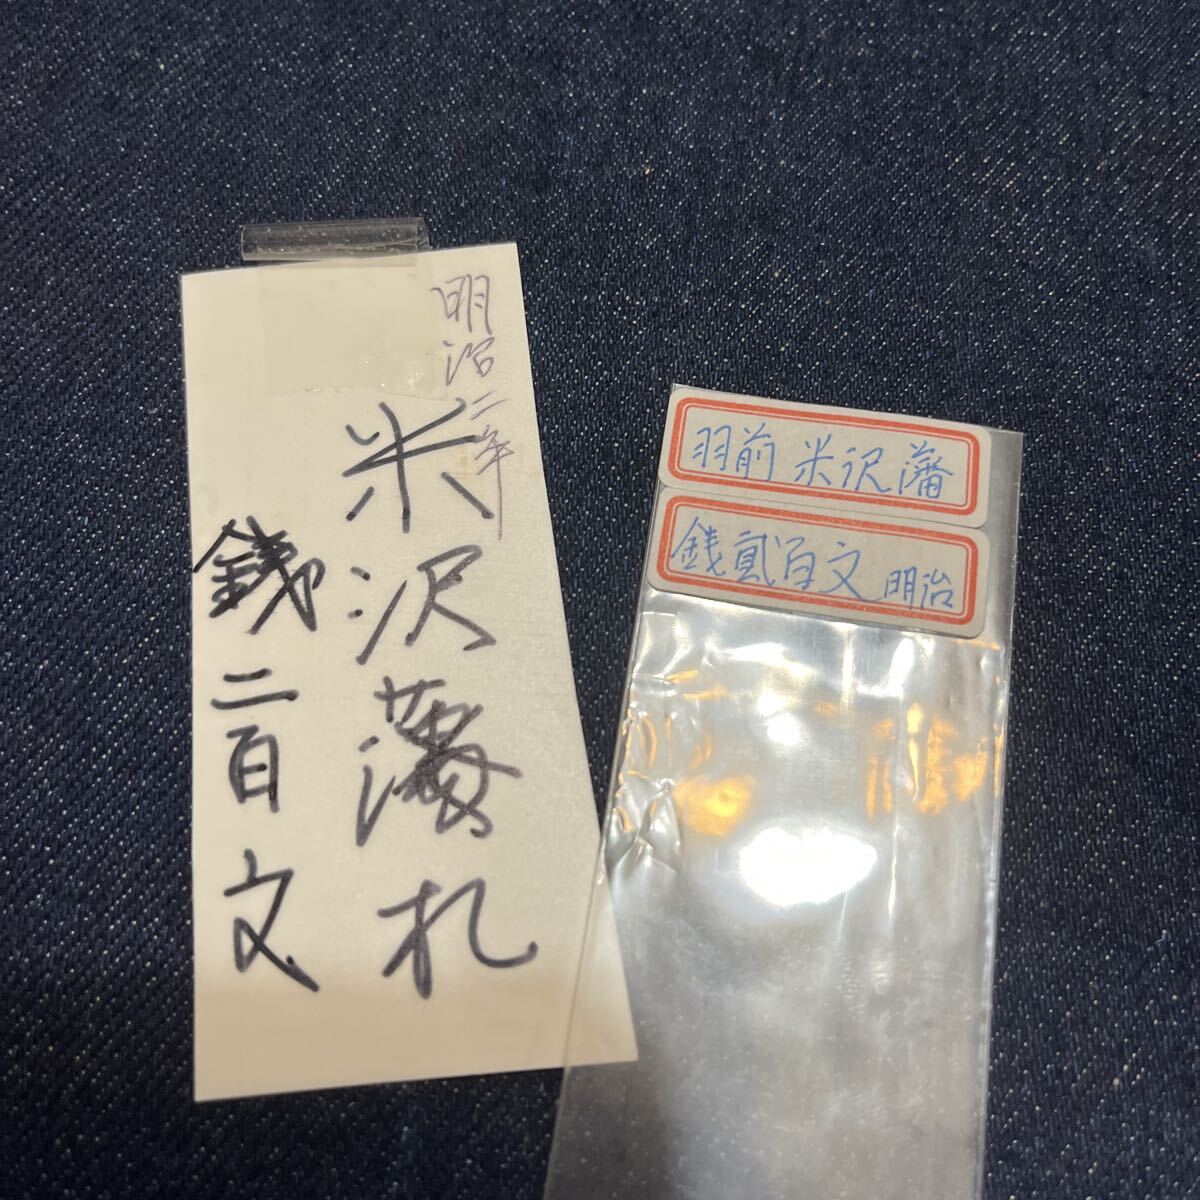 明治二年
米沢藩札
銭二百文
羽前 米沢藩
銭貳百文 明治